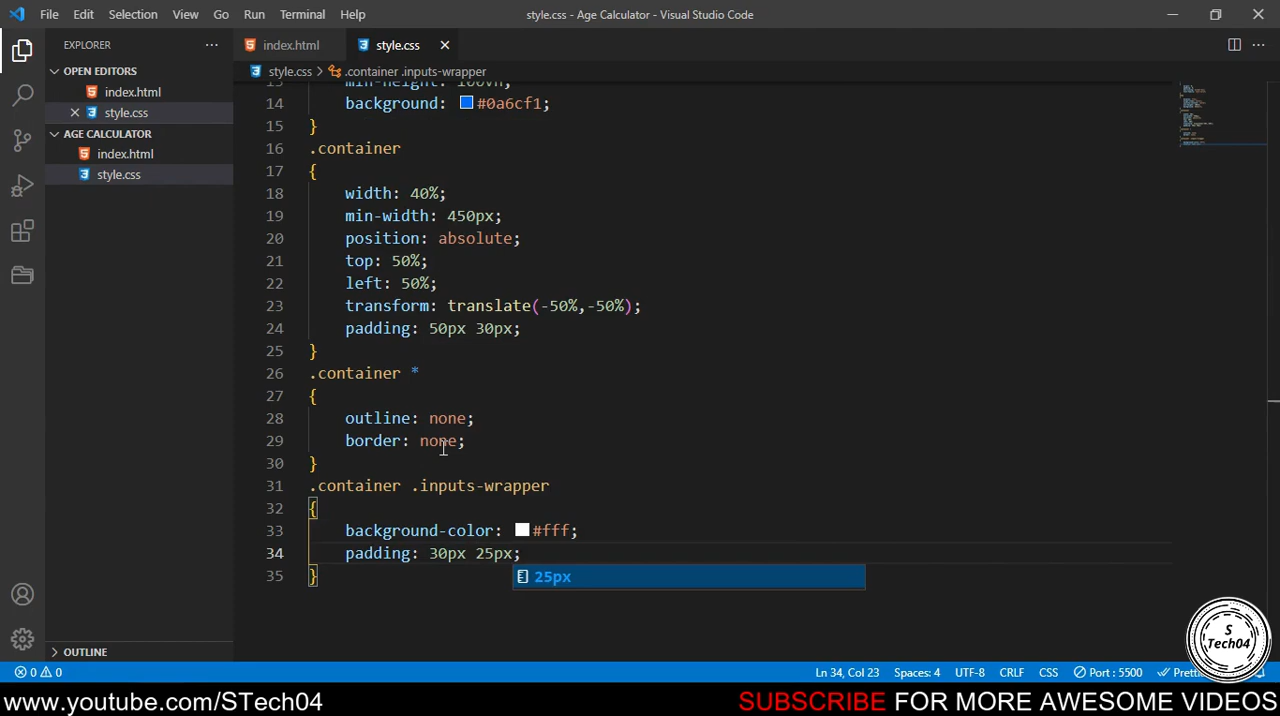 File Edit Selection View Go Run Terminal Help
style.css - Age Calculator - Visual Studio Code
EXPLORER
OPEN EDITORS
index.html
style.css
AGE CALCULATOR
index.html
style.css
OUTLINE
index.html style.css
style.css > .container .inputs-wrapper
13 min-height: 100vh;
14 background: #0a6cf1;
15 }
16 .container
17 {
18 width: 40%;
19 min-width: 450px;
20 position: absolute;
21 top: 50%;
22 left: 50%;
23 transform: translate(-50%,-50%);
24 padding: 50px 30px;
25 }
26 .container *
27 {
28 outline: none;
29 border: none;
30 }
31 .container .inputs-wrapper
32 {
33 background-color: #fff;
34 padding: 30px 25px;
35 }
25px
S
Tech04
0 0 Ln 34, Col 23 Spaces: 4 UTF-8 CRLF CSS Port : 5500
www.youtube.com/STech04 SUBSCRIBE FOR MORE AWESOME VIDEOS